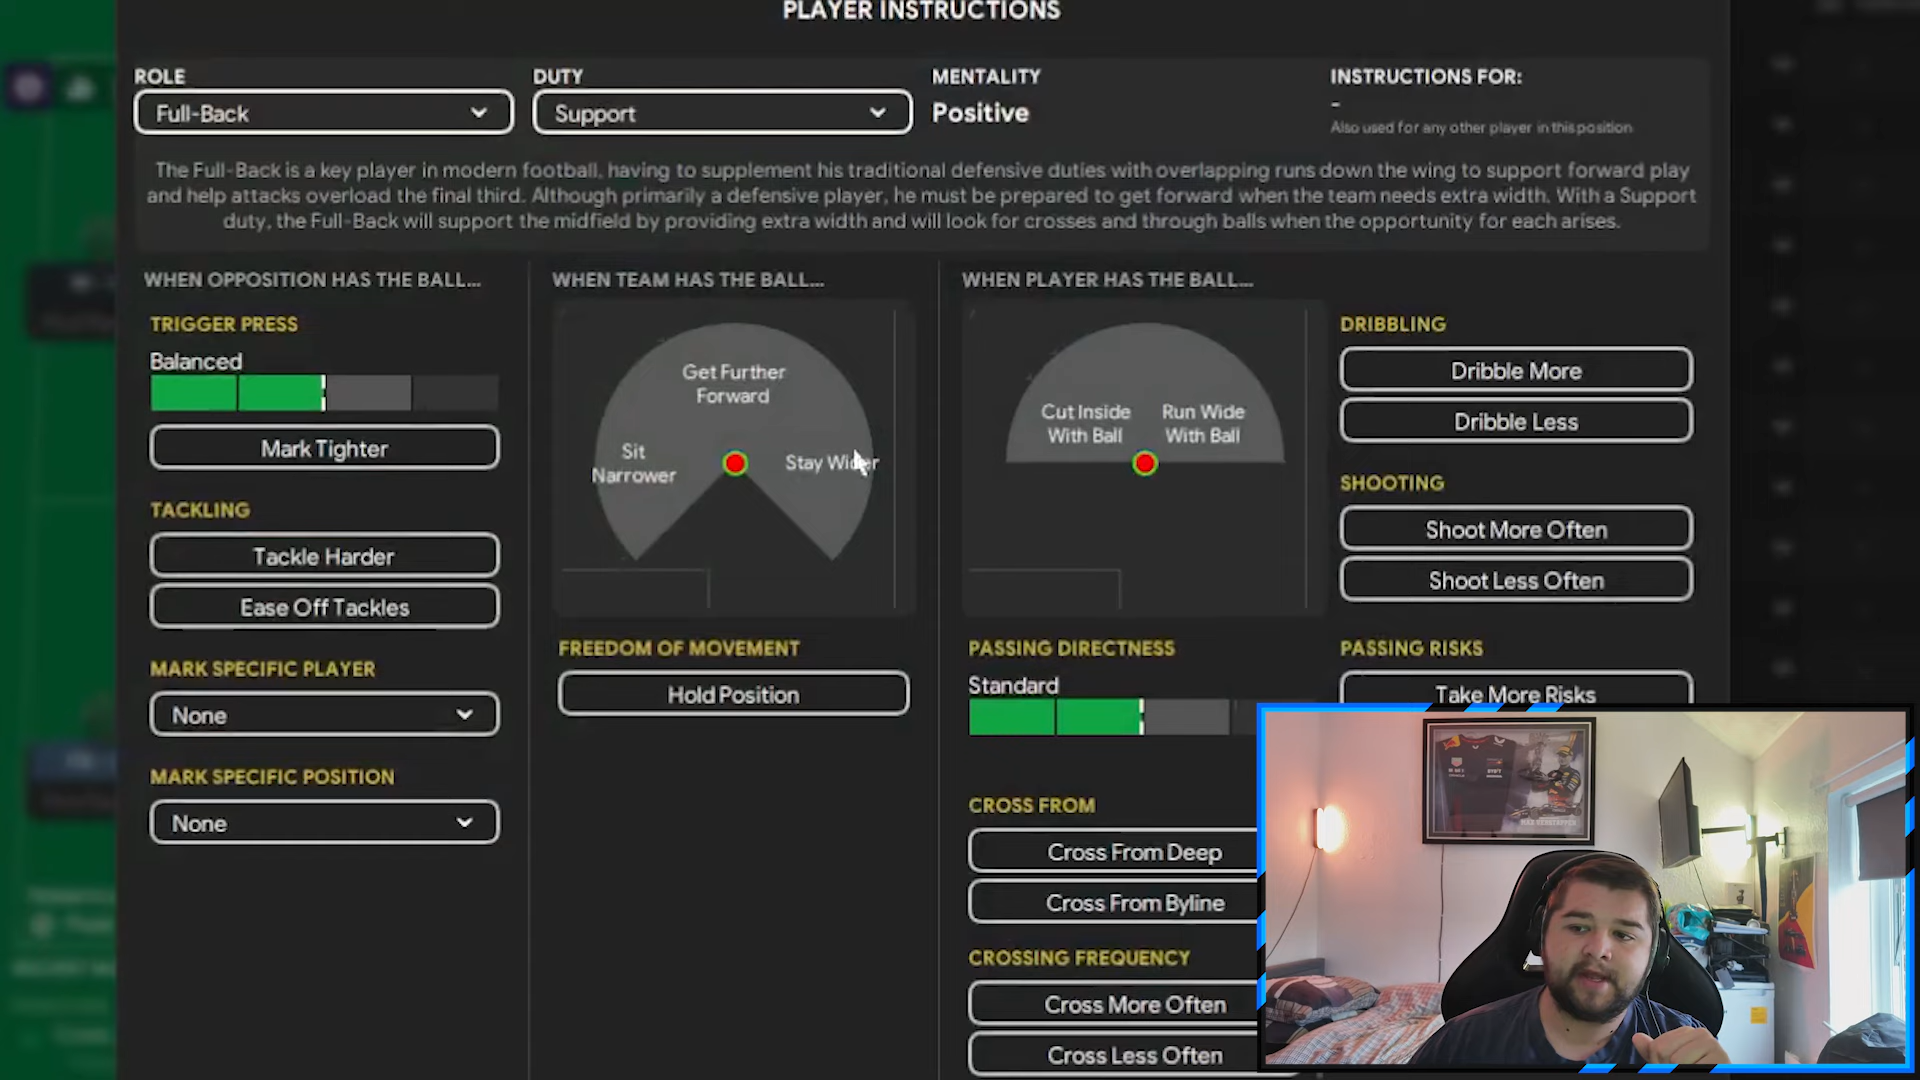 PLAYER INSTRUCTIONS
ROLE
Full-Back
DUTY
Support
MENTALITY
Positive
INSTRUCTIONS FOR:
-
Also used for any other player in this position
The Full-Back is a key player in modern football, having to supplement his traditional defensive duties with overlapping runs down the wing to support forward play
and help attacks overload the final third. Although primarily a defensive player, he must be prepared to get forward when the team needs extra width. With a Support
duty, the Full-Back will support the midfield by providing extra width and will look for crosses and through balls when the opportunity for each arises.
WHEN OPPOSITION HAS THE BALL...
TRIGGER PRESS
Balanced
Mark Tighter
TACKLING
Tackle Harder
Ease Off Tackles
MARK SPECIFIC PLAYER
None
MARK SPECIFIC POSITION
None
WHEN TEAM HAS THE BALL...
Get Further
Forward
Sit
Narrower
Stay Wider
FREEDOM OF MOVEMENT
Hold Position
WHEN PLAYER HAS THE BALL...
Cut Inside
With Ball
Run Wide
With Ball
PASSING DIRECTNESS
Standard
CROSS FROM
Cross From Deep
Cross From Byline
CROSSING FREQUENCY
Cross More Often
Cross Less Often
DRIBBLING
Dribble More
Dribble Less
SHOOTING
Shoot More Often
Shoot Less Often
PASSING RISKS
Take More Risks
MAX VERSTAPPEN